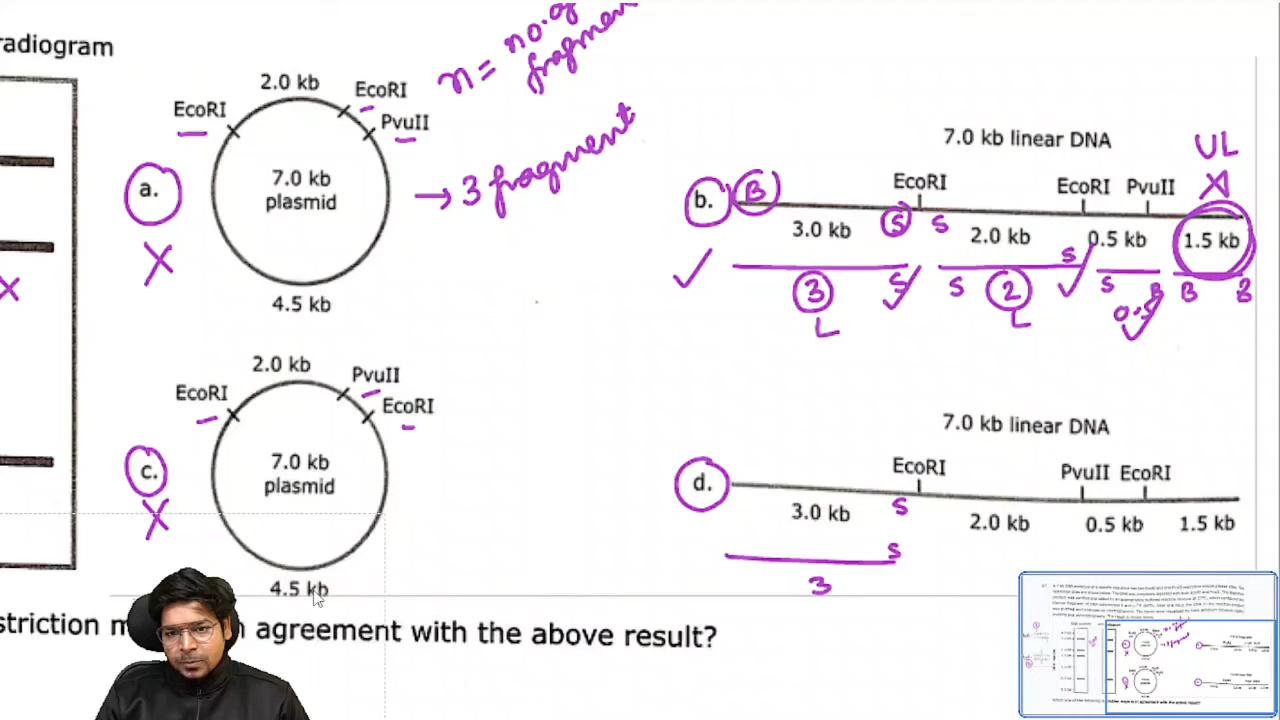 radiogram
n = no. of
fragment
2.0 kb
EcoRI
EcoRI
PvuII
a.
7.0 kb
plasmid
→ 3 fragment
X
X
4.5 kb
7.0 kb linear DNA
UL
X
b.
B
EcoRI
EcoRI
PvuII
S
S
3.0 kb
2.0 kb
0.5 kb
1.5 kb
S
S
S
S
B
B
B
3
2
0.5
L
L
2.0 kb
EcoRI
PvuII
EcoRI
c.
7.0 kb
plasmid
X
4.5 kb
7.0 kb linear DNA
d.
EcoRI
PvuII
EcoRI
S
3.0 kb
2.0 kb
0.5 kb
1.5 kb
S
3
striction m
agreement with the above result?